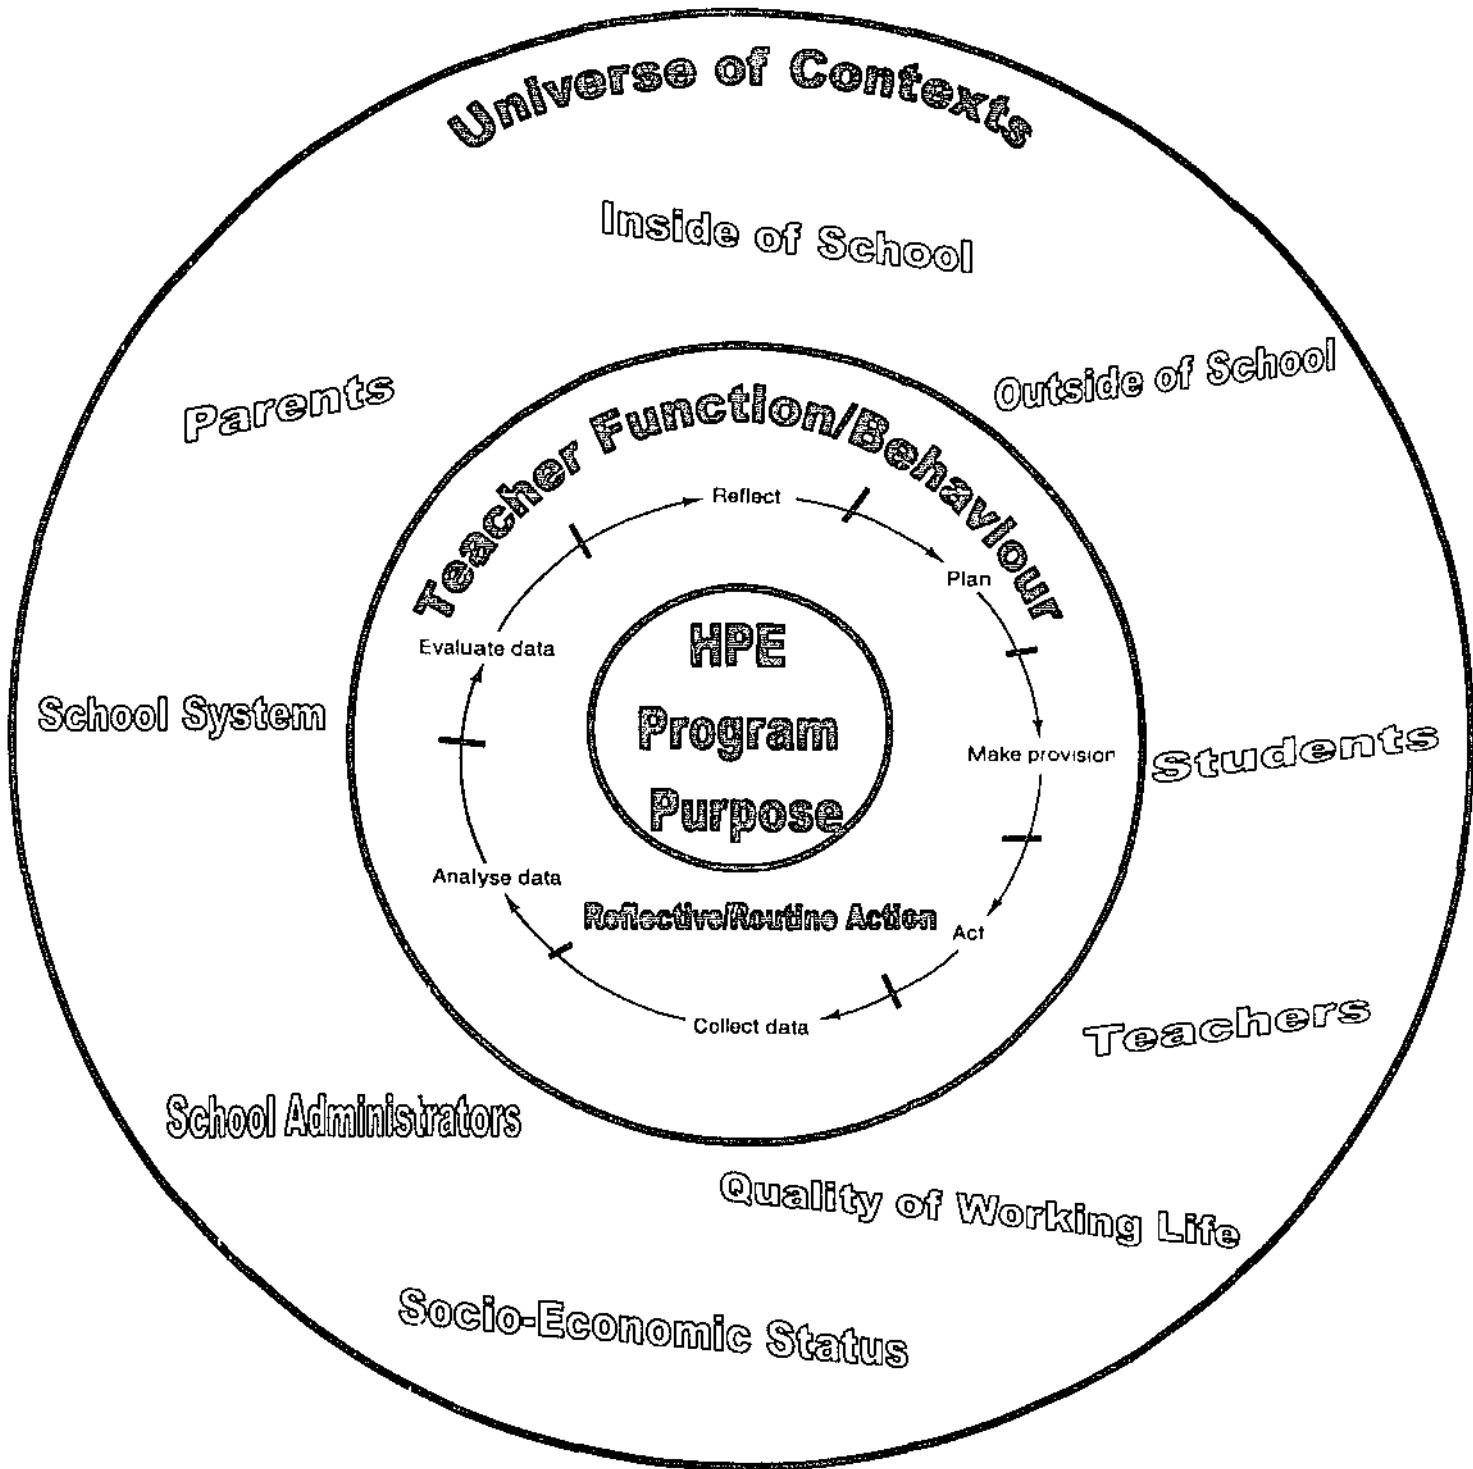 Universe of Contexts
Inside of School
Outside of School
Parents
Teacher Function/Behaviour
Reflect
Plan
Evaluate data
HPE
Program
Purpose
School System
Make provision
Students
Analyse data
Reflective/Routine Action
Act
Collect data
Teachers
School Administrators
Quality of Working Life
Socio-Economic Status